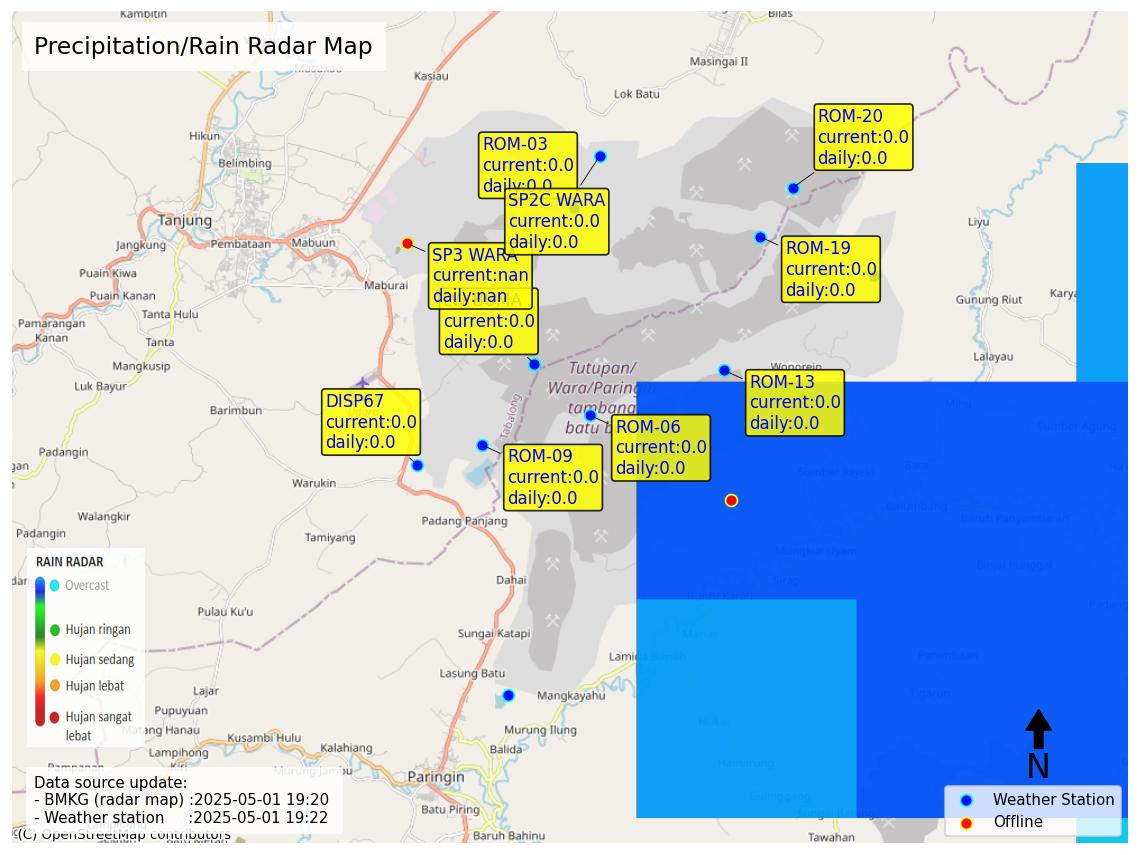 Precipitation/Rain Radar Map
Kambitin
Bilas
Masingai II
Kasiau
Lok Batu
Hikun
Belimbing
Tanjung
Jangkung
Pembataan
Mabuun
Puain Kiwa
Puain Kanan
Maburai
Tanta Hulu
Pamarangan
Kanan
Tanta
Mangkusip
Luk Bayur
Barimbun
Padangin
Warukin
Walangkir
Padangin
Tamiyang
Padang Panjang
Dahai
Pulau Ku'u
Sungai Katapi
Lasung Batu
Mangkayahu
Murung Ilung
Lajar
Pupuyuan
Matang Hanau
Lampihong
Kusambi Hulu
Kalahiang
Balida
Murung Jambu
Paringin
Batu Piring
Baruh Bahinu
Tawahan
Liyu
Gunung Riut
Lalayau
Wonorejo
Tabalong
Tutupan/
Wara/Paringin
tambang
batu b
ROM-03
current:0.0
daily:0.0
SP2C WARA
current:0.0
daily:0.0
ROM-20
current:0.0
daily:0.0
ROM-19
current:0.0
daily:0.0
SP3 WARA
current:nan
daily:nan
current:0.0
daily:0.0
ROM-13
current:0.0
daily:0.0
DISP67
current:0.0
daily:0.0
ROM-06
current:0.0
daily:0.0
ROM-09
current:0.0
daily:0.0
RAIN RADAR
Overcast
Hujan ringan
Hujan sedang
Hujan lebat
Hujan sangat
lebat
Data source update:
- BMKG (radar map) :2025-05-01 19:20
- Weather station :2025-05-01 19:22
(C) OpenStreetMap contributors
N
Weather Station
Offline